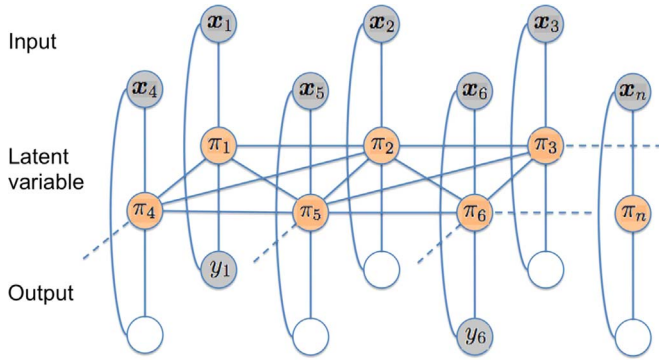 Input
x₁ x₂ x₃
x₄ x₅ x₆ xₙ
Latent
variable
π₁ π₂ π₃
π₄ π₅ π₆ πₙ
Output
y₁
y₆